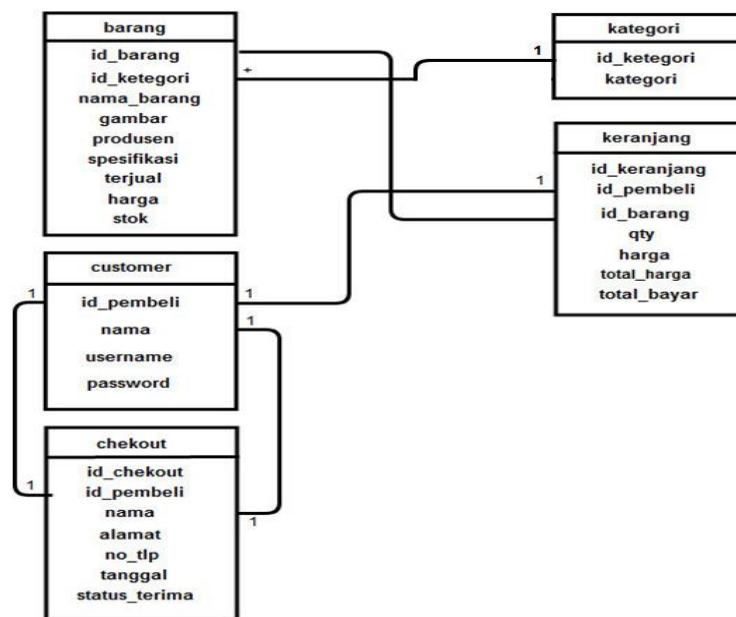 barang
id_barang
id_ketegori
nama_barang
gambar
produsen
spesifikasi
terjual
harga
stok
+
1
kategori
id_ketegori
kategori
keranjang
id_keranjang
id_pembeli
id_barang
qty
harga
total_harga
total_bayar
1
customer
id_pembeli
nama
username
password
1
1
1
chekout
id_chekout
id_pembeli
nama
alamat
no_tlp
tanggal
status_terima
1
1